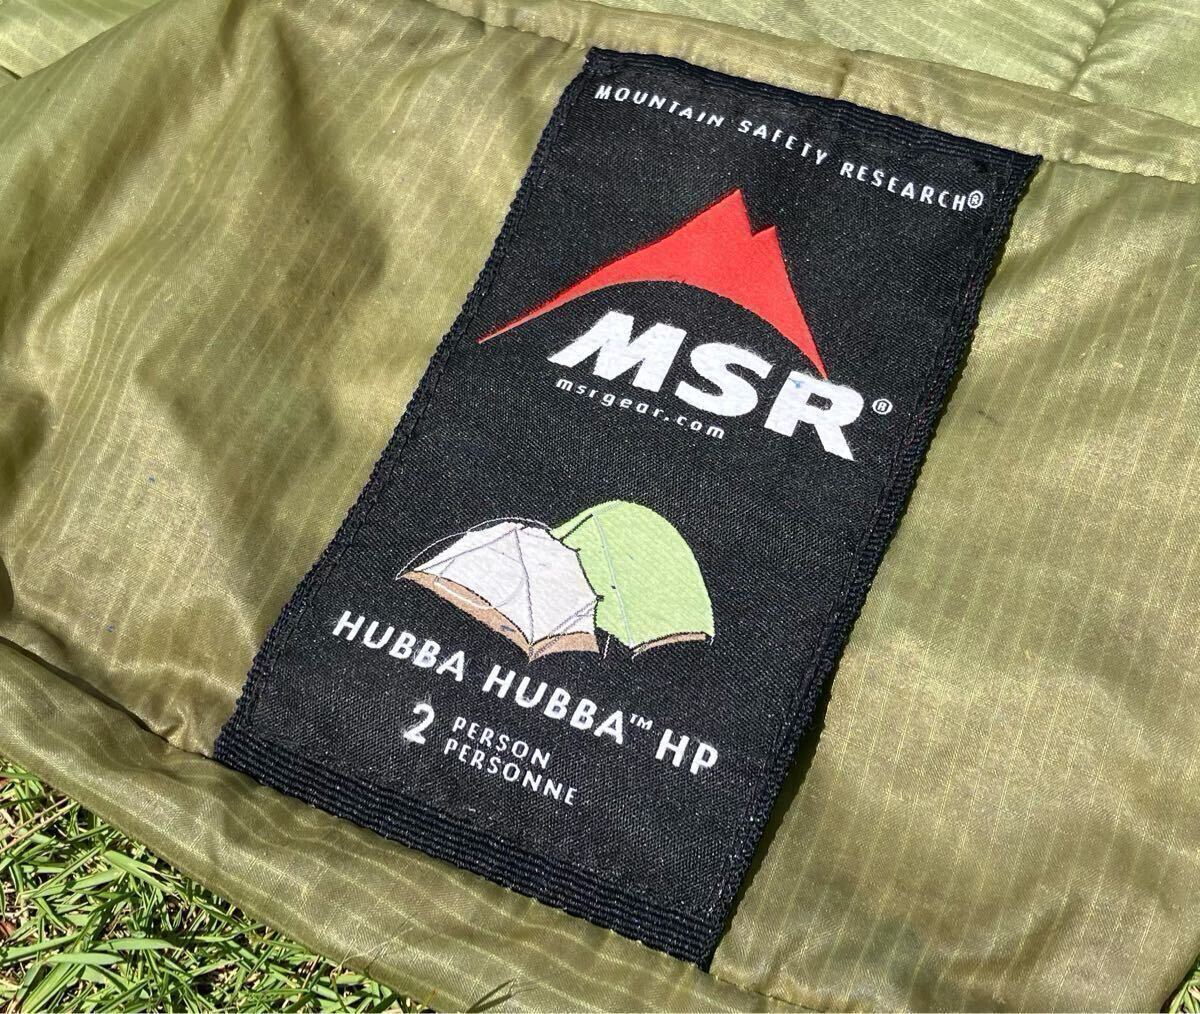 MOUNTAIN SAFETY RESEARCH®
MSR®
msrgear.com
HUBBA HUBBA™ HP
2 PERSON
PERSONNE